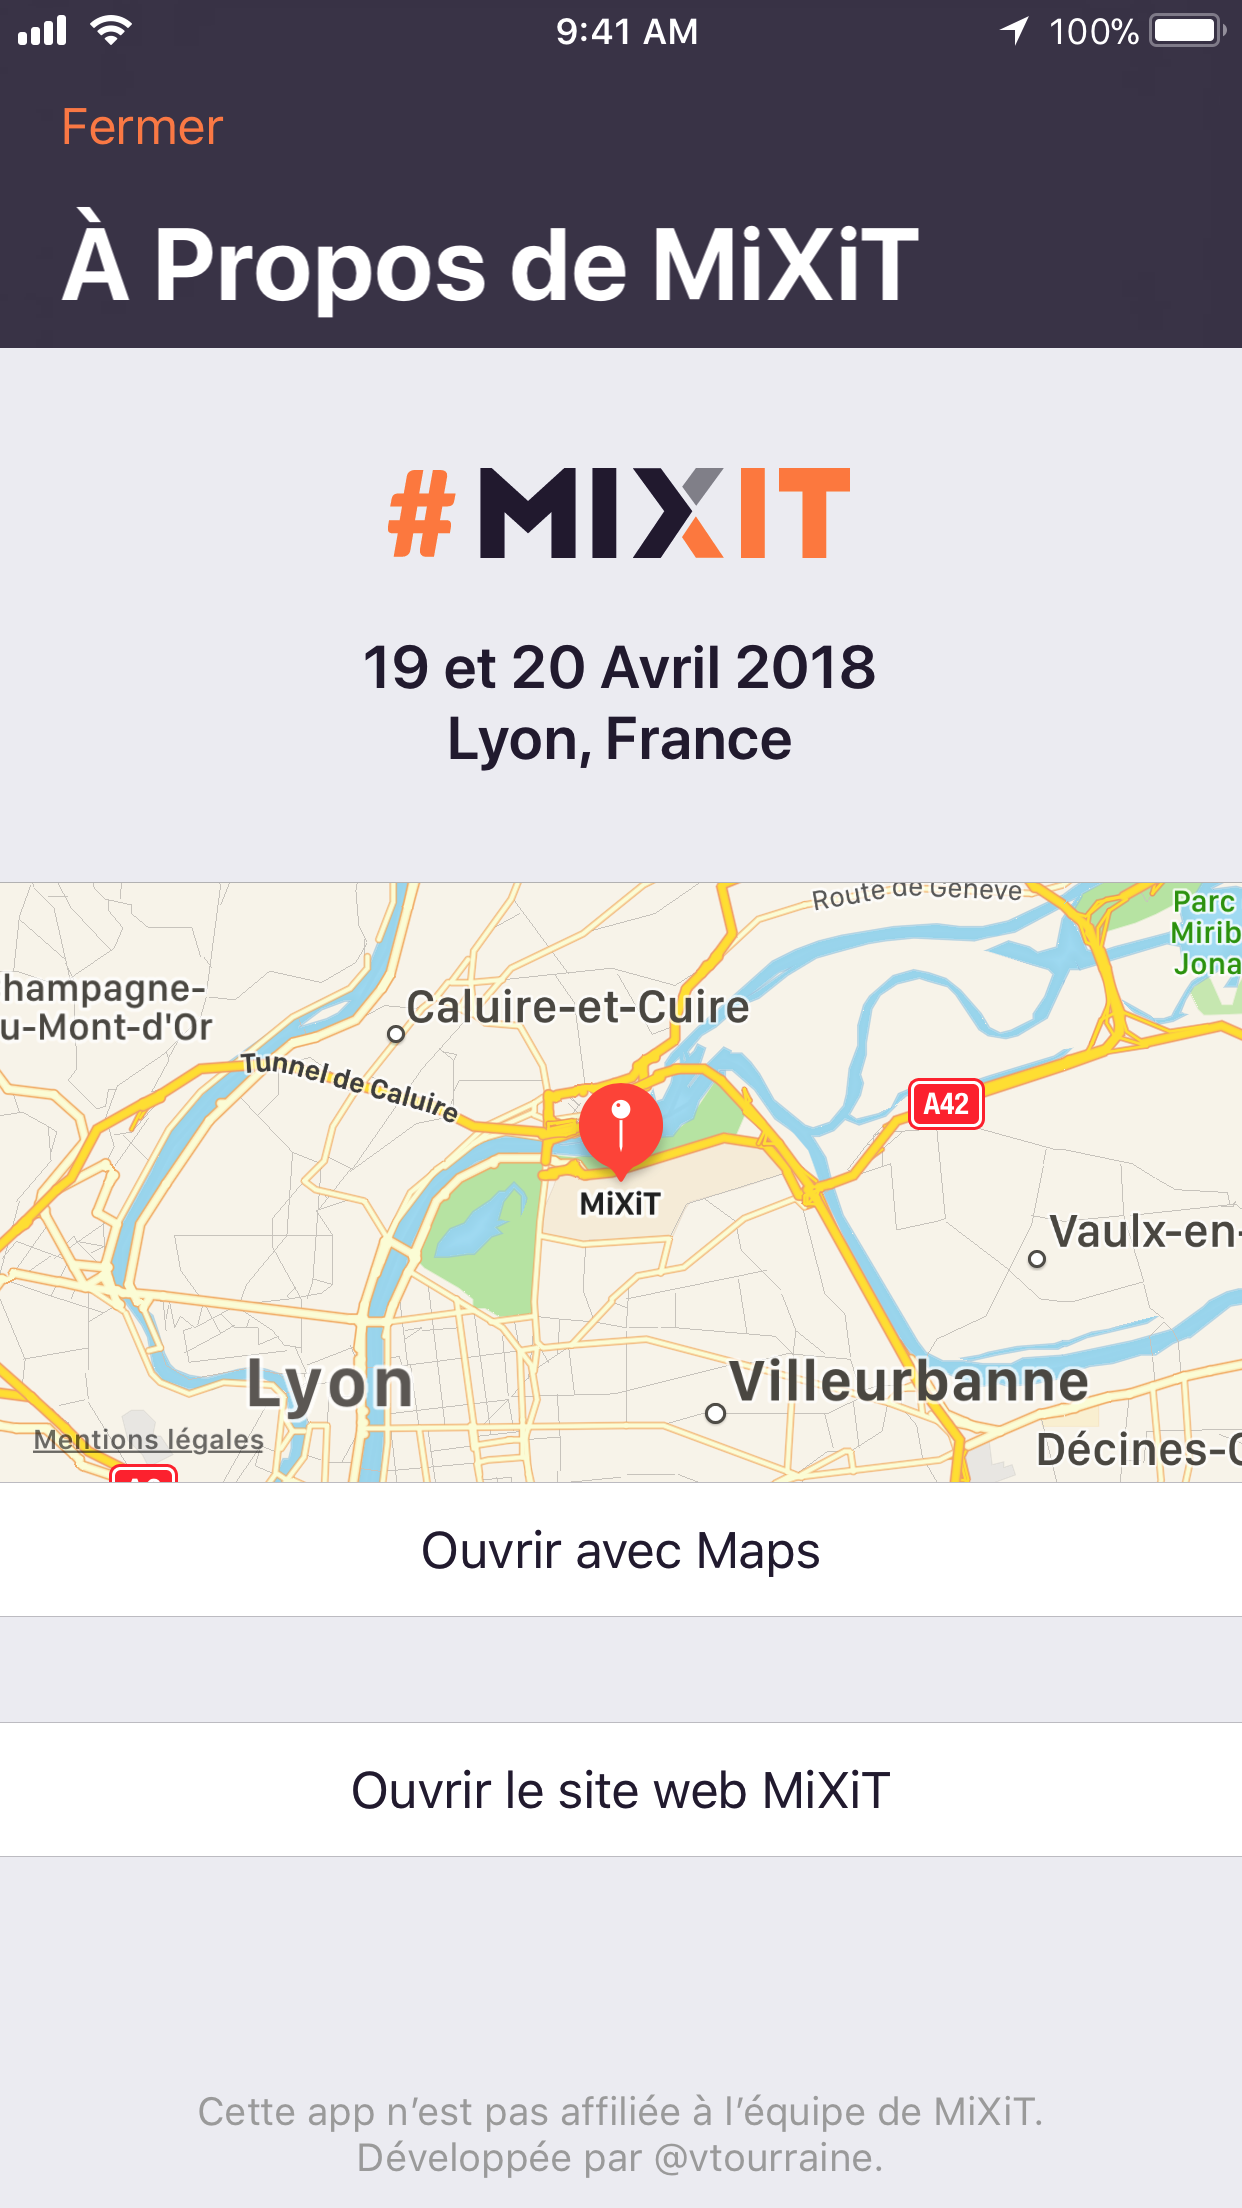 9:41 AM
100%
Fermer
À Propos de MiXiT
#MIXIT
19 et 20 Avril 2018
Lyon, France
Route de Genève
Parc
Mirib
Jona
hampagne-
u-Mont-d'Or
Caluire-et-Cuire
Tunnel de Caluire
A42
MiXiT
Vaulx-en-
Lyon
Villeurbanne
Mentions légales
Décines-C
Ouvrir avec Maps
Ouvrir le site web MiXiT
Cette app n’est pas affiliée à l’équipe de MiXiT.
Développée par @vtourraine.